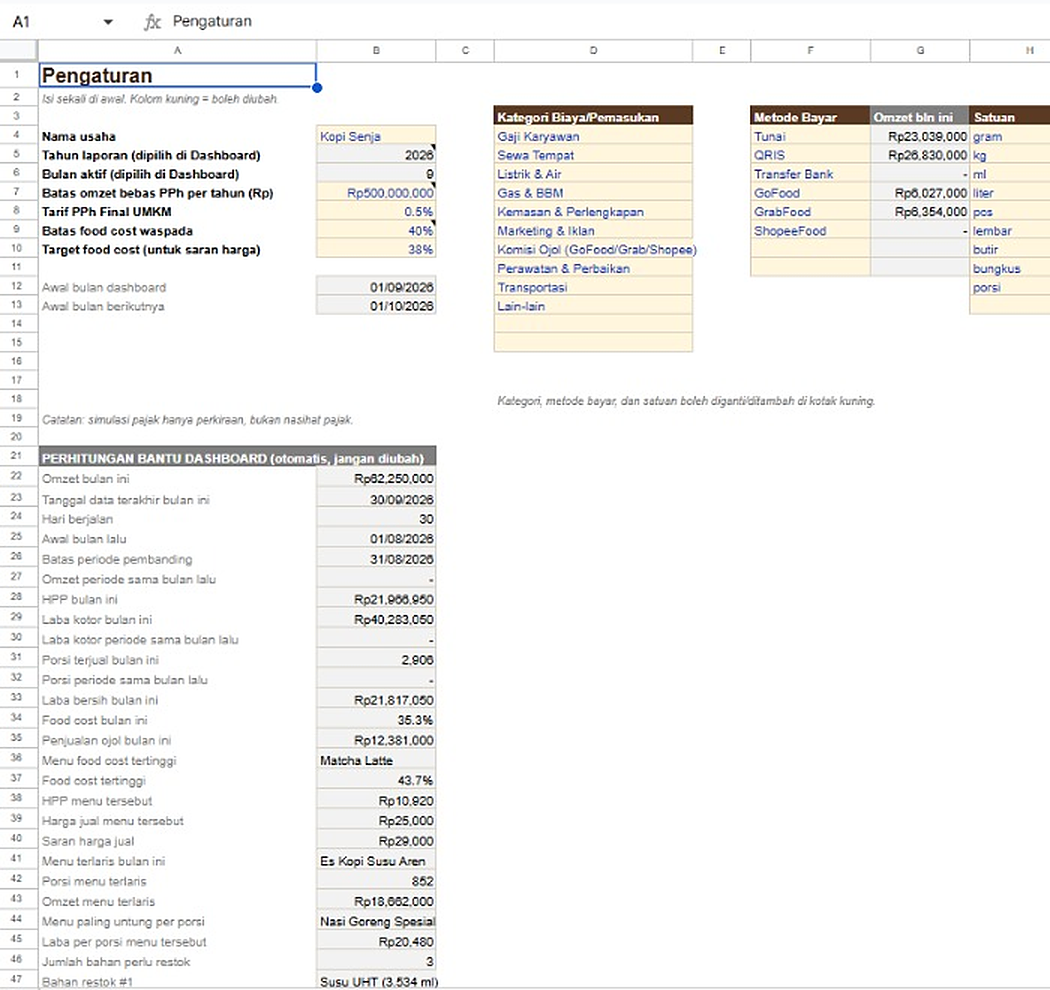 A1 fx Pengaturan
A B C D E F G H
1 Pengaturan
2 Isi sekali di awal. Kolom kuning = boleh diubah.
3 Kategori Biaya/Pemasukan Metode Bayar Omzet bln ini Satuan
4 Nama usaha Kopi Senja Gaji Karyawan Tunai Rp23,039,000 gram
5 Tahun laporan (dipilih di Dashboard) 2026 Sewa Tempat QRIS Rp26,830,000 kg
6 Bulan aktif (dipilih di Dashboard) 9 Listrik & Air Transfer Bank - ml
7 Batas omzet bebas PPh per tahun (Rp) Rp500,000,000 Gas & BBM GoFood Rp6,027,000 liter
8 Tarif PPh Final UMKM 0.5% Kemasan & Perlengkapan GrabFood Rp6,354,000 pcs
9 Batas food cost waspada 40% Marketing & Iklan ShopeeFood - lembar
10 Target food cost (untuk saran harga) 38% Komisi Ojol (GoFood/Grab/Shopee) butir
11 Perawatan & Perbaikan bungkus
12 Awal bulan dashboard 01/09/2026 Transportasi porsi
13 Awal bulan berikutnya 01/10/2026 Lain-lain
14
15
16
17
18 Kategori, metode bayar, dan satuan boleh diganti/ditambah di kotak kuning.
19 Catatan: simulasi pajak hanya perkiraan, bukan nasihat pajak.
20
21 PERHITUNGAN BANTU DASHBOARD (otomatis, jangan diubah)
22 Omzet bulan ini Rp62,250,000
23 Tanggal data terakhir bulan ini 30/09/2026
24 Hari berjalan 30
25 Awal bulan lalu 01/08/2026
26 Batas periode pembanding 31/08/2026
27 Omzet periode sama bulan lalu -
28 HPP bulan ini Rp21,966,950
29 Laba kotor bulan ini Rp40,283,050
30 Laba kotor periode sama bulan lalu -
31 Porsi terjual bulan ini 2,906
32 Porsi periode sama bulan lalu -
33 Laba bersih bulan ini Rp21,817,050
34 Food cost bulan ini 35.3%
35 Penjualan ojol bulan ini Rp12,381,000
36 Menu food cost tertinggi Matcha Latte
37 Food cost tertinggi 43.7%
38 HPP menu tersebut Rp10,920
39 Harga jual menu tersebut Rp25,000
40 Saran harga jual Rp29,000
41 Menu terlaris bulan ini Es Kopi Susu Aren
42 Porsi menu terlaris 852
43 Omzet menu terlaris Rp18,662,000
44 Menu paling untung per porsi Nasi Goreng Spesial
45 Laba per porsi menu tersebut Rp20,480
46 Jumlah bahan perlu restok 3
47 Bahan restok #1 Susu UHT (3.534 ml)